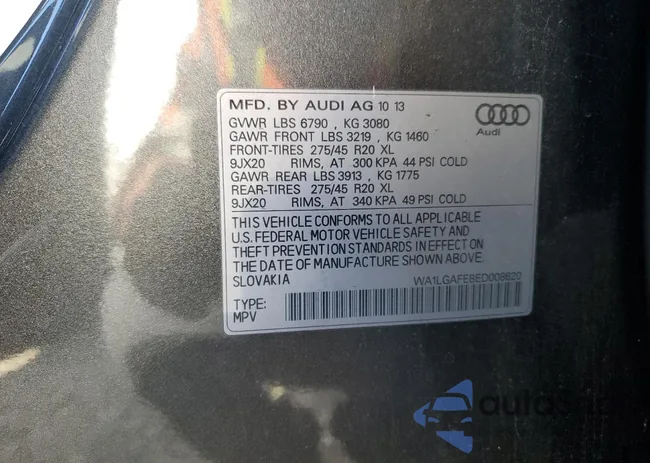 MFD. BY AUDI AG 10 13
GVWR LBS 6790 , KG 3080
GAWR FRONT LBS 3219 , KG 1460
FRONT-TIRES 275/45 R20 XL
9JX20 RIMS, AT 300 KPA 44 PSI COLD
GAWR REAR LBS 3913 , KG 1775
REAR-TIRES 275/45 R20 XL
9JX20 RIMS, AT 340 KPA 49 PSI COLD
Audi
THIS VEHICLE CONFORMS TO ALL APPLICABLE
U.S. FEDERAL MOTOR VEHICLE SAFETY AND
THEFT PREVENTION STANDARDS IN EFFECT ON
THE DATE OF MANUFACTURE SHOWN ABOVE.
SLOVAKIA WA1LGAFE8ED008620
TYPE:
MPV